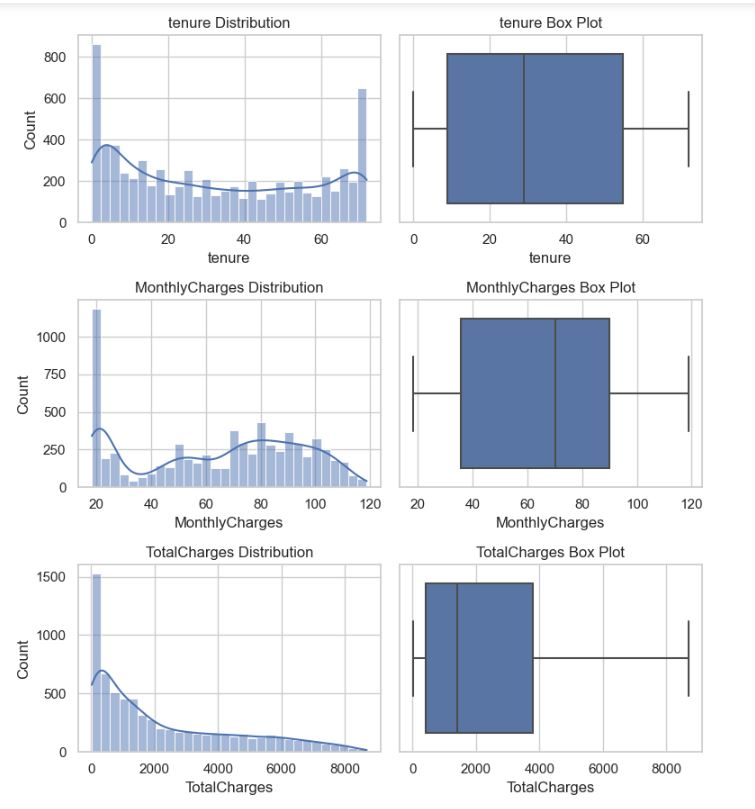 tenure Distribution
tenure Box Plot
800
600
400
200
0
Count
0 20 40 60
tenure
0 20 40 60
tenure
MonthlyCharges Distribution
MonthlyCharges Box Plot
1000
750
500
250
0
Count
20 40 60 80 100 120
MonthlyCharges
20 40 60 80 100 120
MonthlyCharges
TotalCharges Distribution
TotalCharges Box Plot
1500
1000
500
0
Count
0 2000 4000 6000 8000
TotalCharges
0 2000 4000 6000 8000
TotalCharges